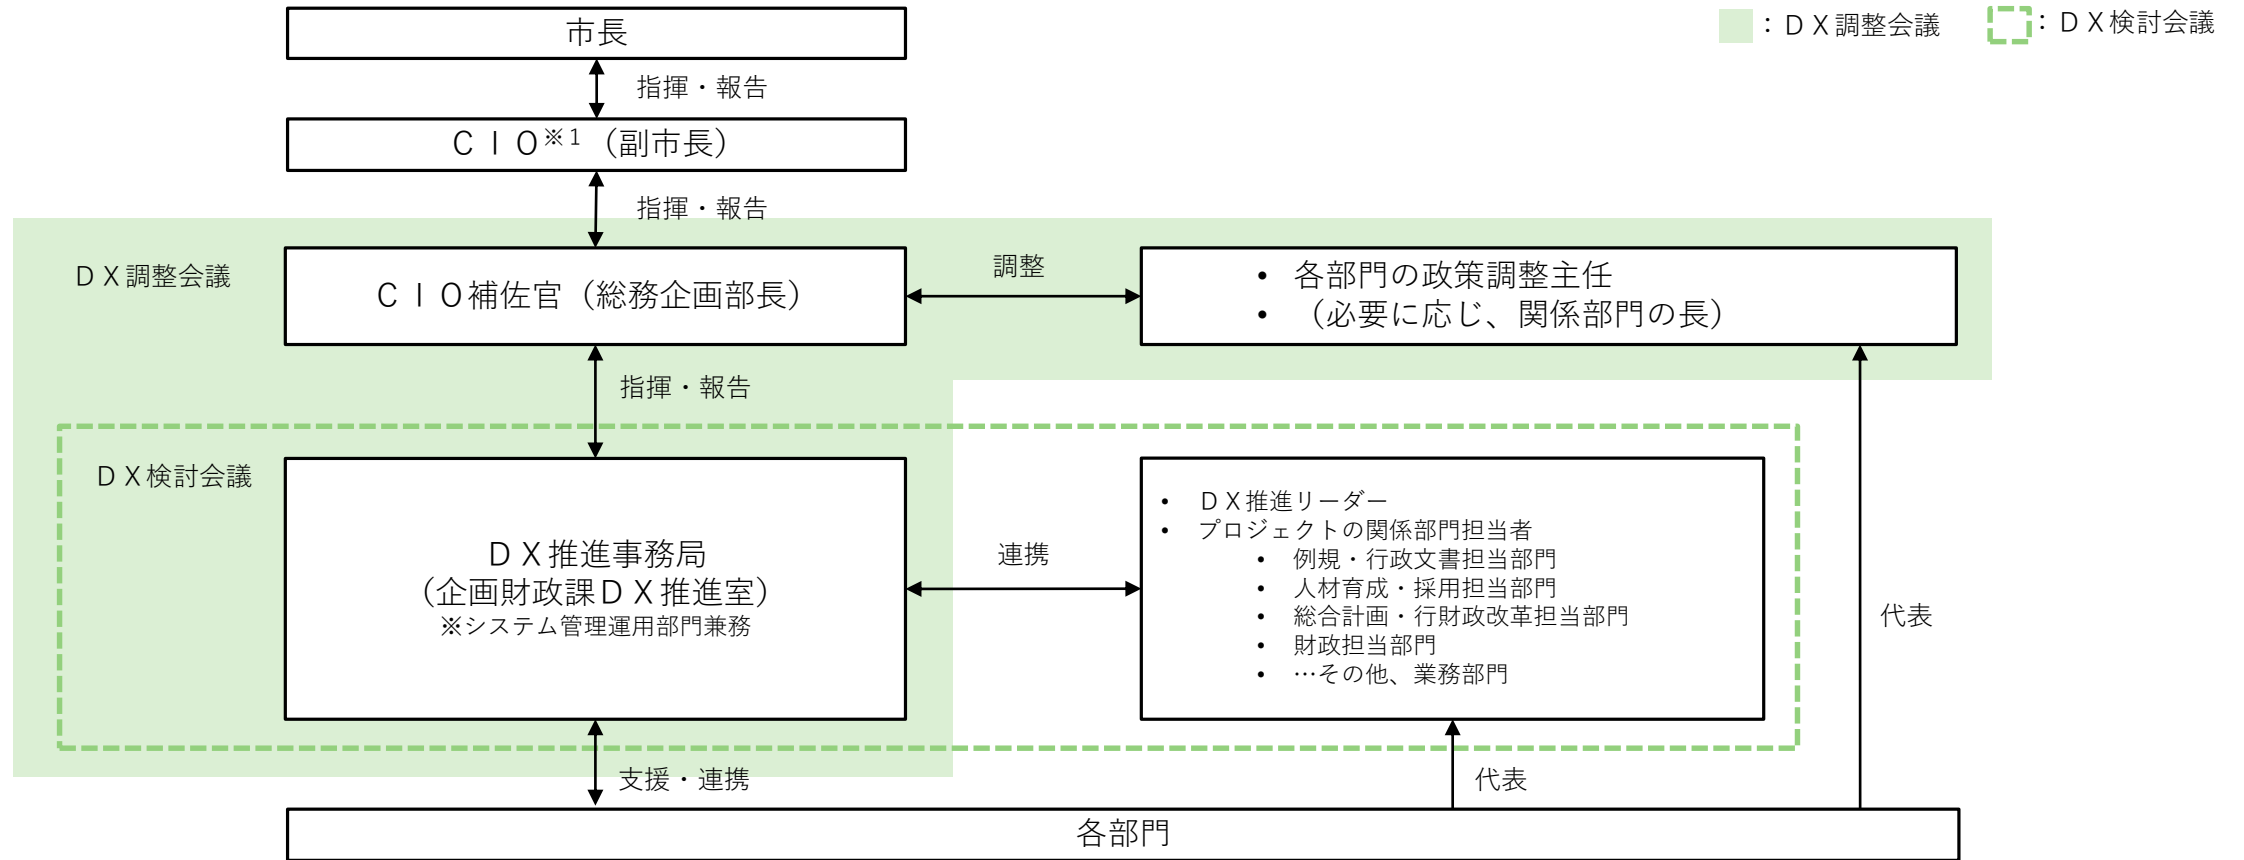 市長
：ＤＸ調整会議
：ＤＸ検討会議
指揮・報告
ＣＩＯ※１（副市長）
指揮・報告
ＤＸ調整会議
ＣＩＯ補佐官（総務企画部長）
調整
• 各部門の政策調整主任
• （必要に応じ、関係部門の長）
指揮・報告
ＤＸ検討会議
ＤＸ推進事務局
（企画財政課ＤＸ推進室）
※システム管理運用部門兼務
連携
• ＤＸ推進リーダー
• プロジェクトの関係部門担当者
• 例規・行政文書担当部門
• 人材育成・採用担当部門
• 総合計画・行財政改革担当部門
• 財政担当部門
• …その他、業務部門
代表
支援・連携
代表
各部門